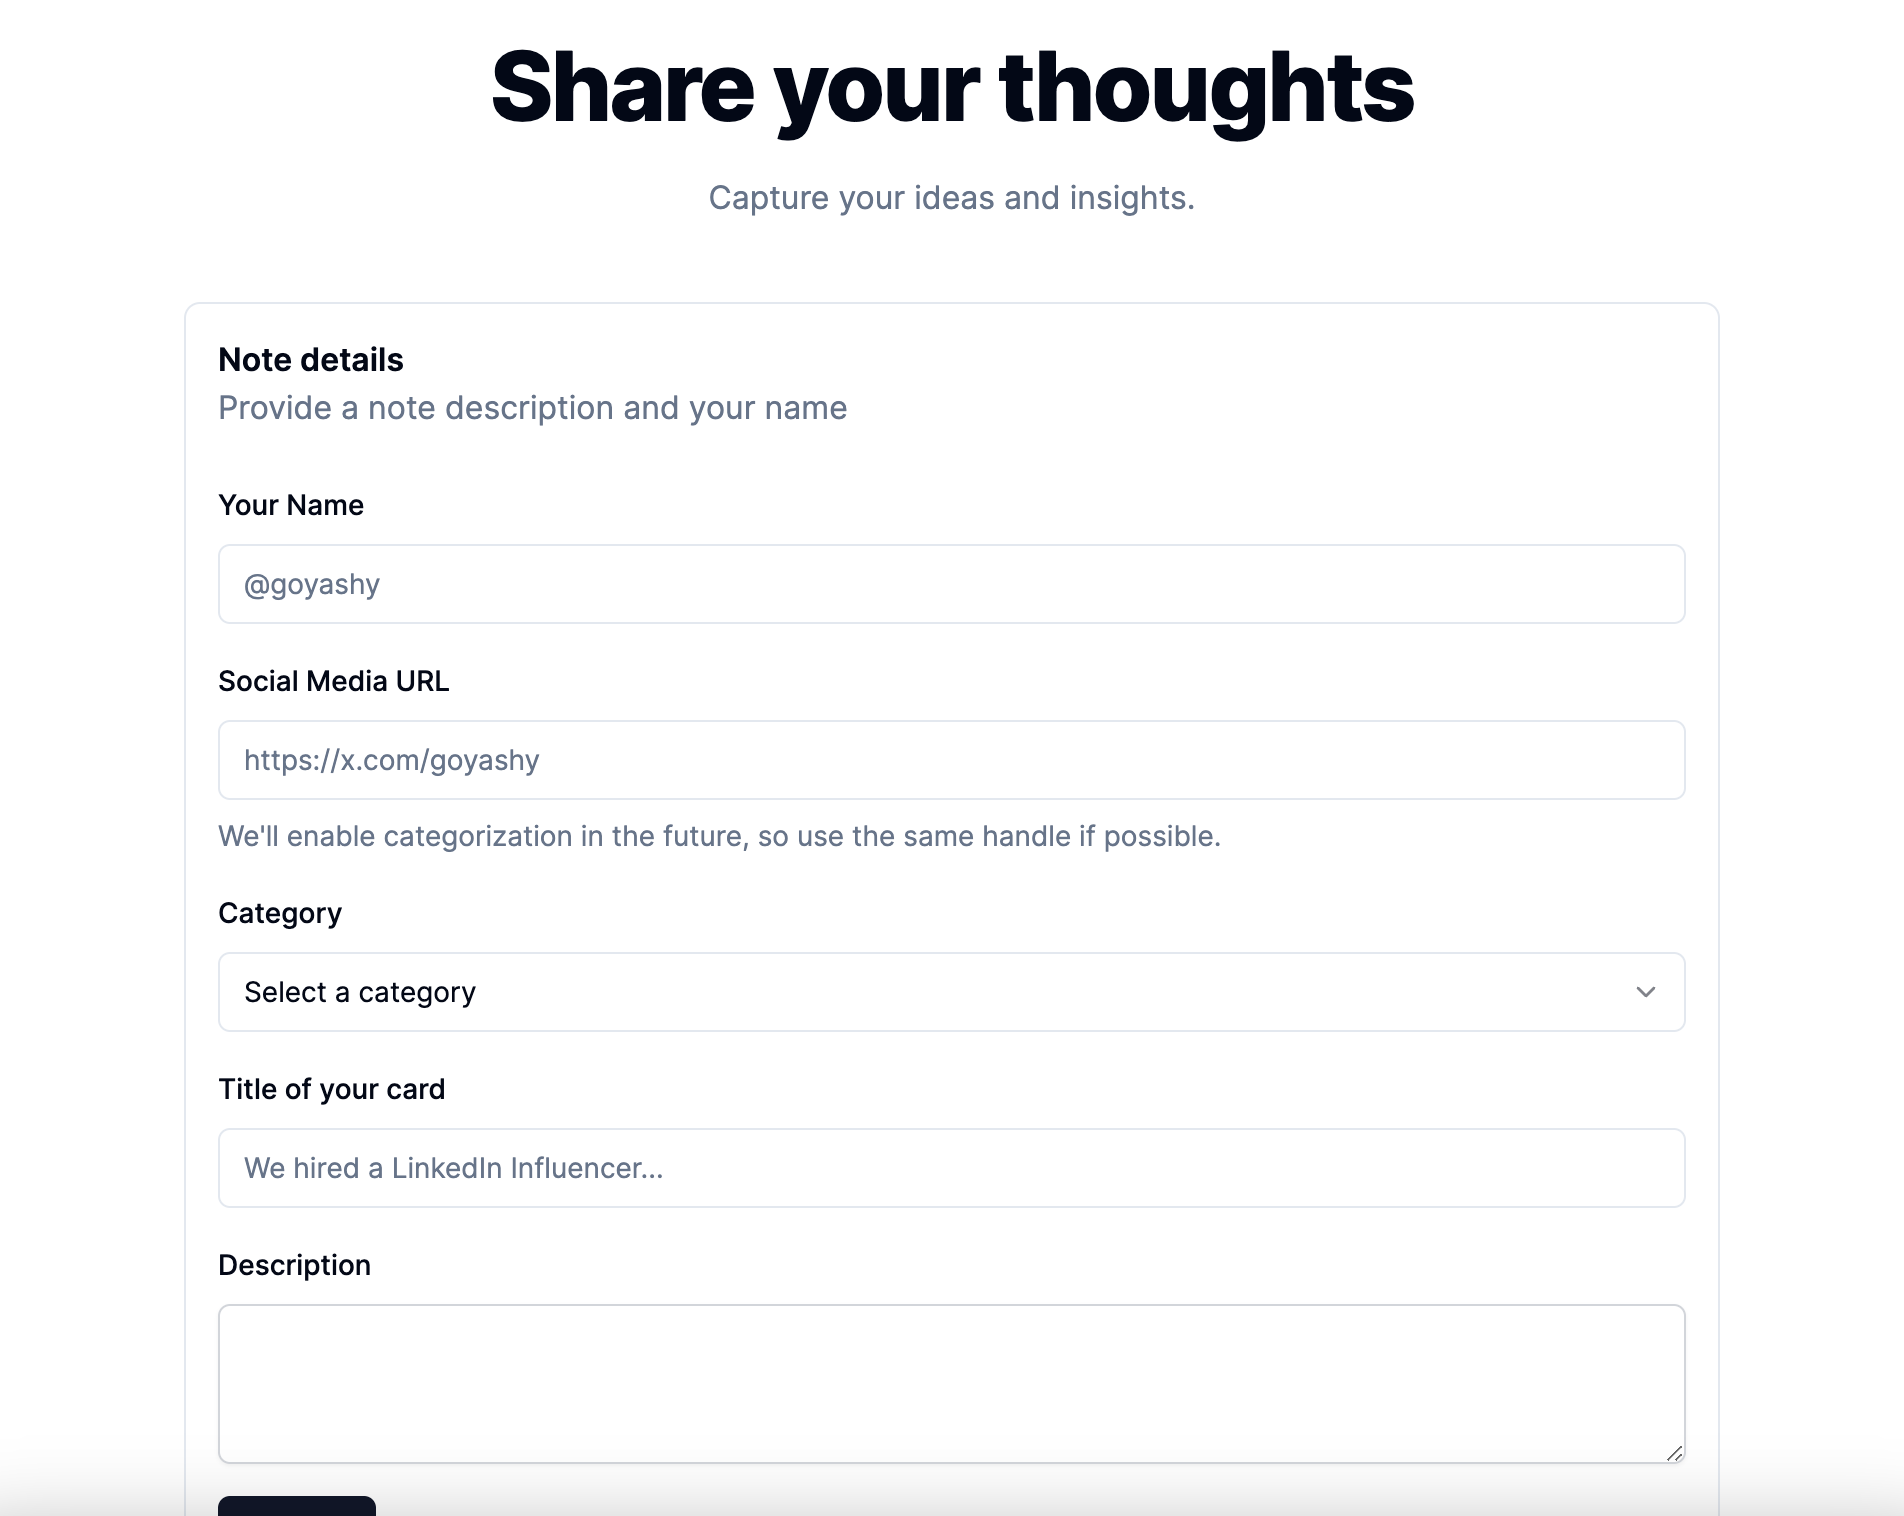 Share your thoughts
Capture your ideas and insights.
Note details
Provide a note description and your name
Your Name
@goyashy
Social Media URL
https://x.com/goyashy
We'll enable categorization in the future, so use the same handle if possible.
Category
Select a category
Title of your card
We hired a LinkedIn Influencer...
Description